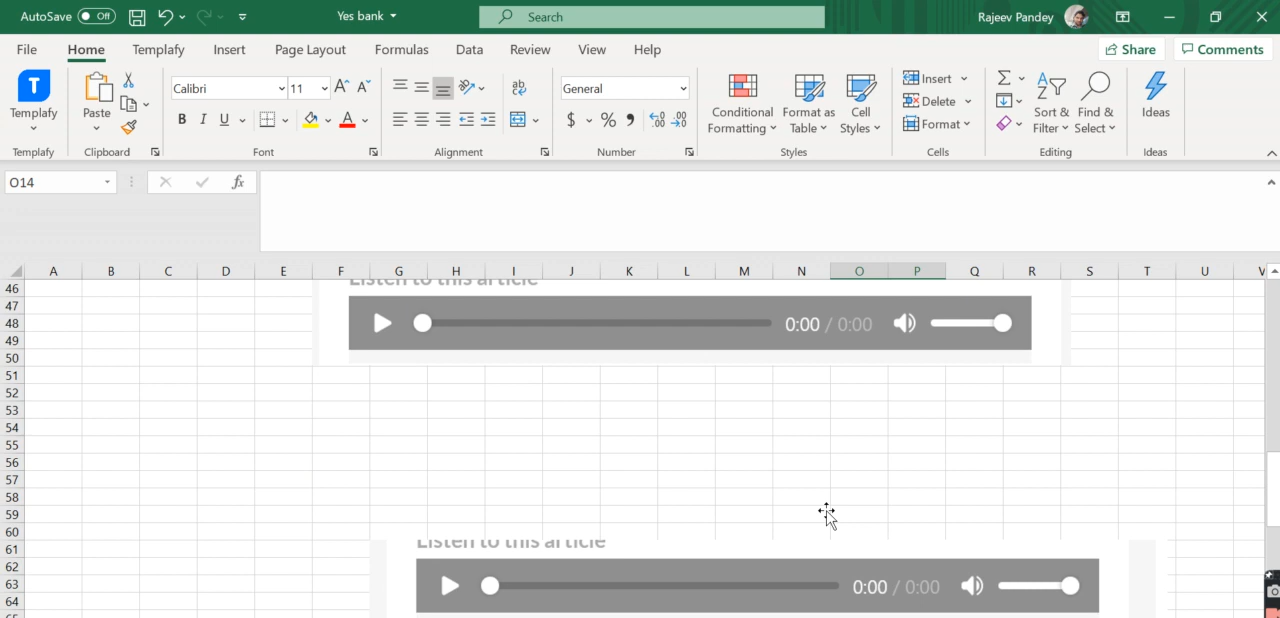 AutoSave Off Yes bank Search Rajeev Pandey
File Home Templafy Insert Page Layout Formulas Data Review View Help Share Comments
Templafy Paste Calibri 11 General Conditional Formatting Format as Table Cell Styles Insert Delete Format Sort & Filter Find & Select Ideas
B I U A $ % ab
Templafy Clipboard Font Alignment Number Styles Cells Editing Ideas
O14 fx
A B C D E F G H I J K L M N O P Q R S T U V
46 Listen to this article
47
48 0:00 / 0:00
49
50
51
52
53
54
55
56
57
58
59
60
61 Listen to this article
62
63 0:00 / 0:00
64
65